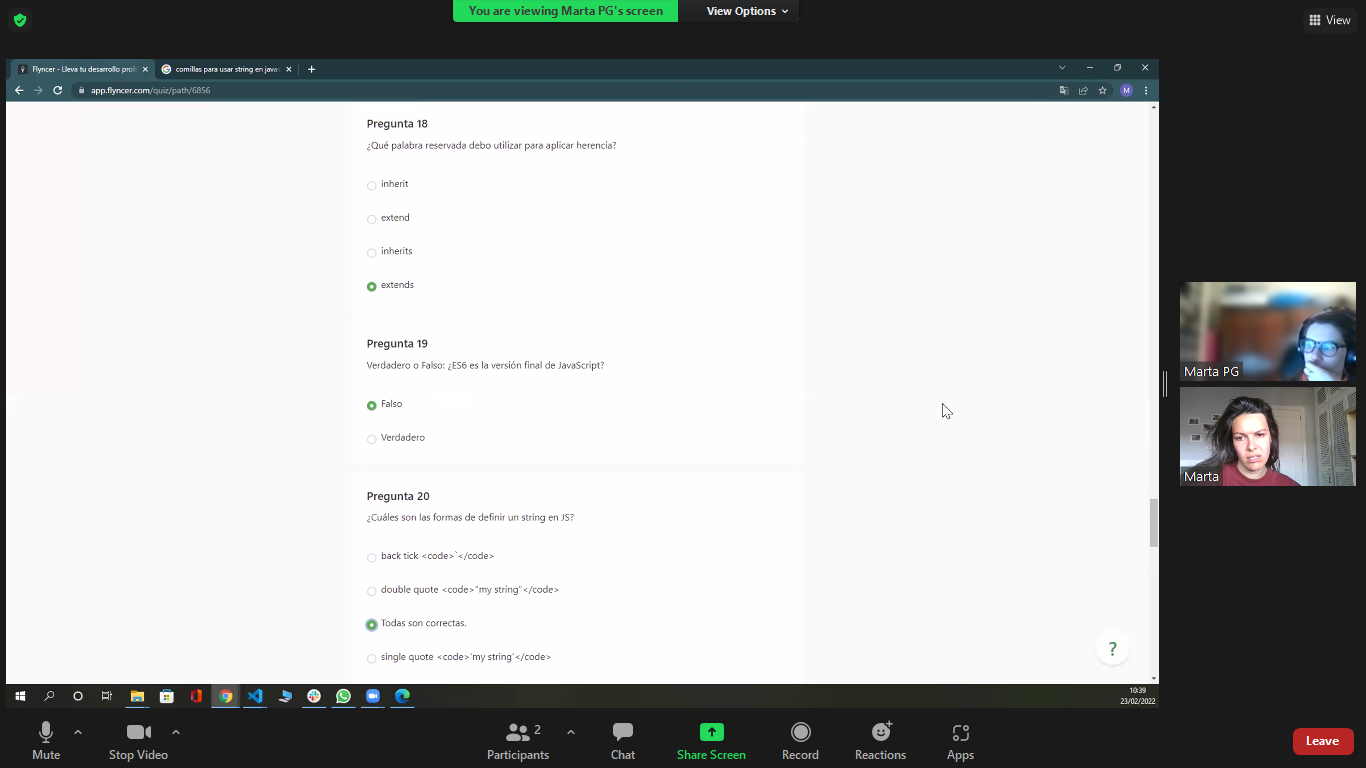 You are viewing Marta PG's screen
View Options
View
Flyncer - Lleva tu desarrollo prof
comillas para usar string en javas
app.flyncer.com/quiz/path/6856
M
Pregunta 18
¿Qué palabra reservada debo utilizar para aplicar herencia?
inherit
extend
inherits
extends
Pregunta 19
Verdadero o Falso: ¿ES6 es la versión final de JavaScript?
Falso
Verdadero
Pregunta 20
¿Cuáles son las formas de definir un string en JS?
back tick <code>`</code>
double quote <code>"my string"</code>
Todas son correctas.
single quote <code>'my string'</code>
?
Marta PG
Marta
10:39
23/02/2022
Mute
Stop Video
Participants
2
Chat
Share Screen
Record
Reactions
Apps
Leave